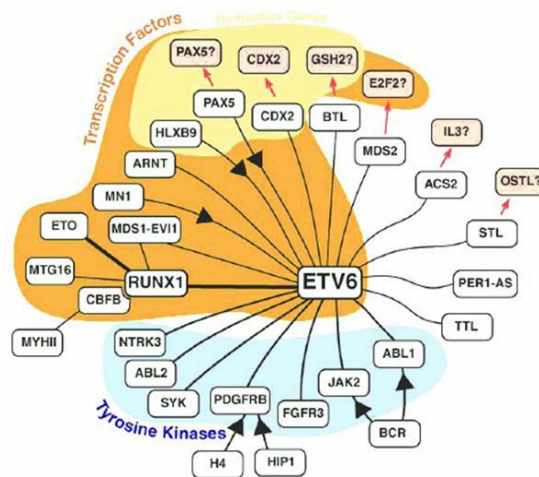 Homeobox Genes
Transcription Factors
PAX5?
CDX2
GSH2?
E2F2?
PAX5
CDX2
BTL
IL3?
HLXB9
MDS2
ARNT
ACS2
OSTL?
MN1
ETO
MDS1-EVI1
STL
MTG16
RUNX1
ETV6
PER1-AS
CBFB
MYHII
NTRK3
TTL
ABL2
ABL1
SYK
PDGFRB
FGFR3
JAK2
Tyrosine Kinases
BCR
H4
HIP1